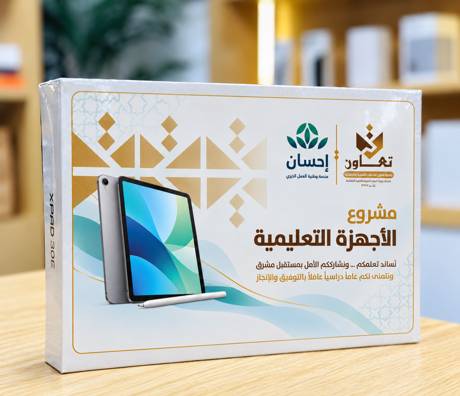 إحسان
منصة وطنية للعمل الخيري
تعاون
مشروع
الأجهزة التعليمية
نساند تعلمكم ... ونشارككم الأمل بمستقبل مشرق
ونتمنى لكم عاماً دراسياً حافلاً بالتوفيق والإنجاز
XPAD 30E